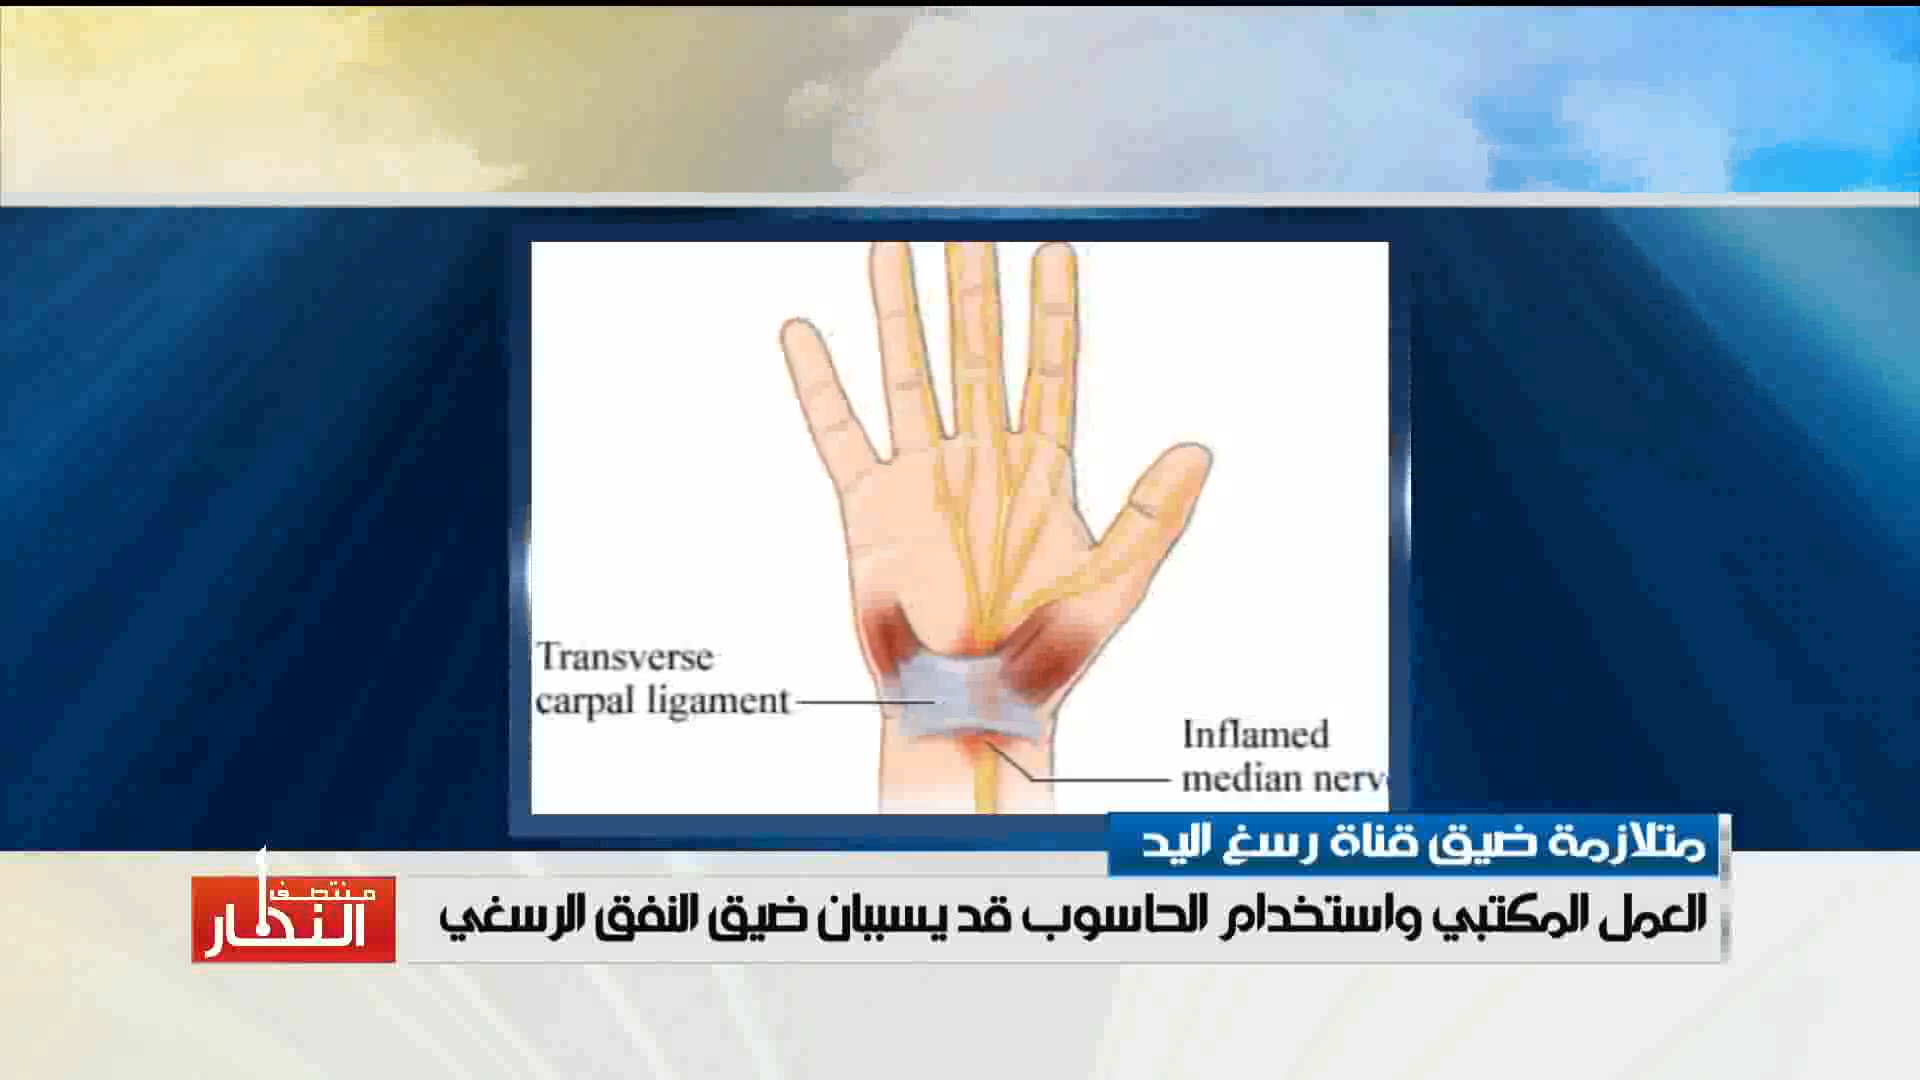 Transverse
carpal ligament
Inflamed
median nerve
متلازمة ضيق قناة رسغ اليد
العمل المكتبي واستخدام الحاسوب قد يسببان ضيق النفق الرسغي
منتصف
النهار